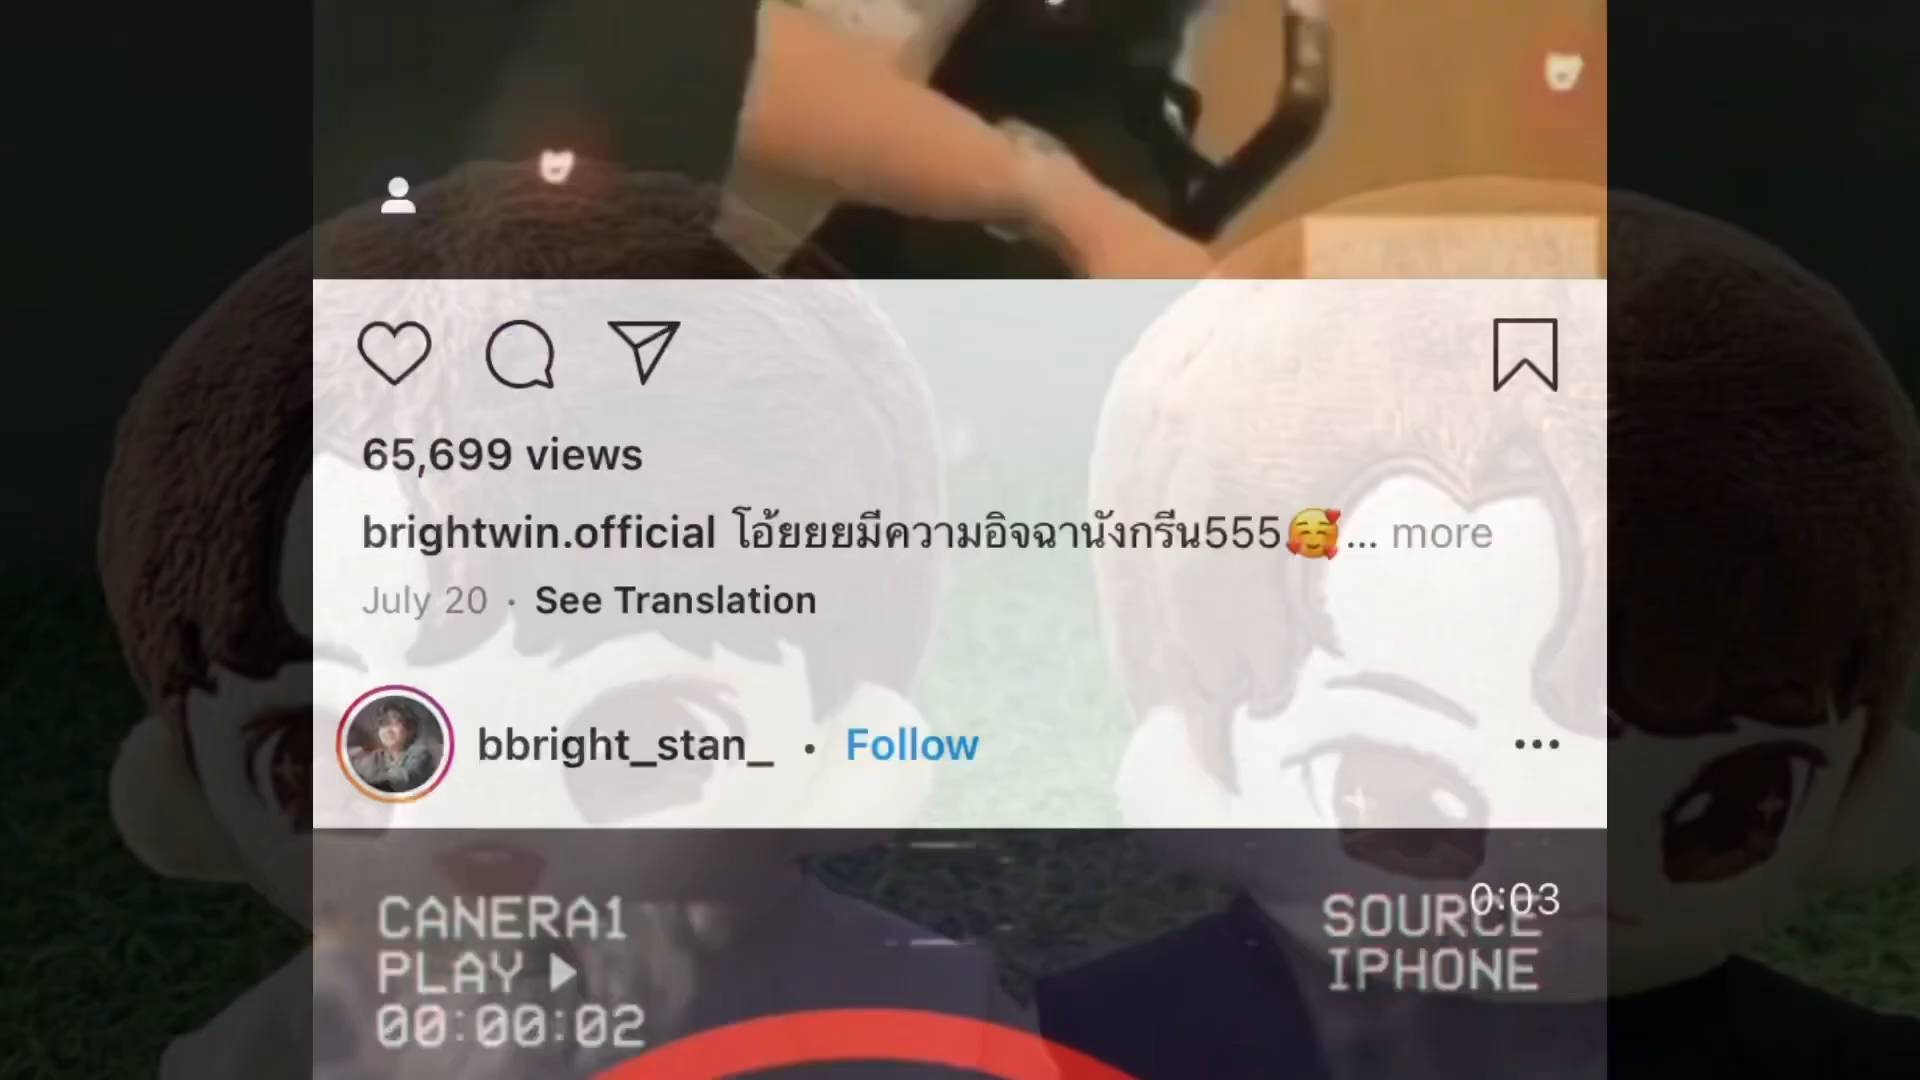 65,699 views
brightwin.official โอ้ยยยมีความอิจฉานังกรีน555🥰... more
July 20 · See Translation
bbright_stan_ · Follow
CANERA1
PLAY ▶
00:00:02
0:03
SOURCE
IPHONE